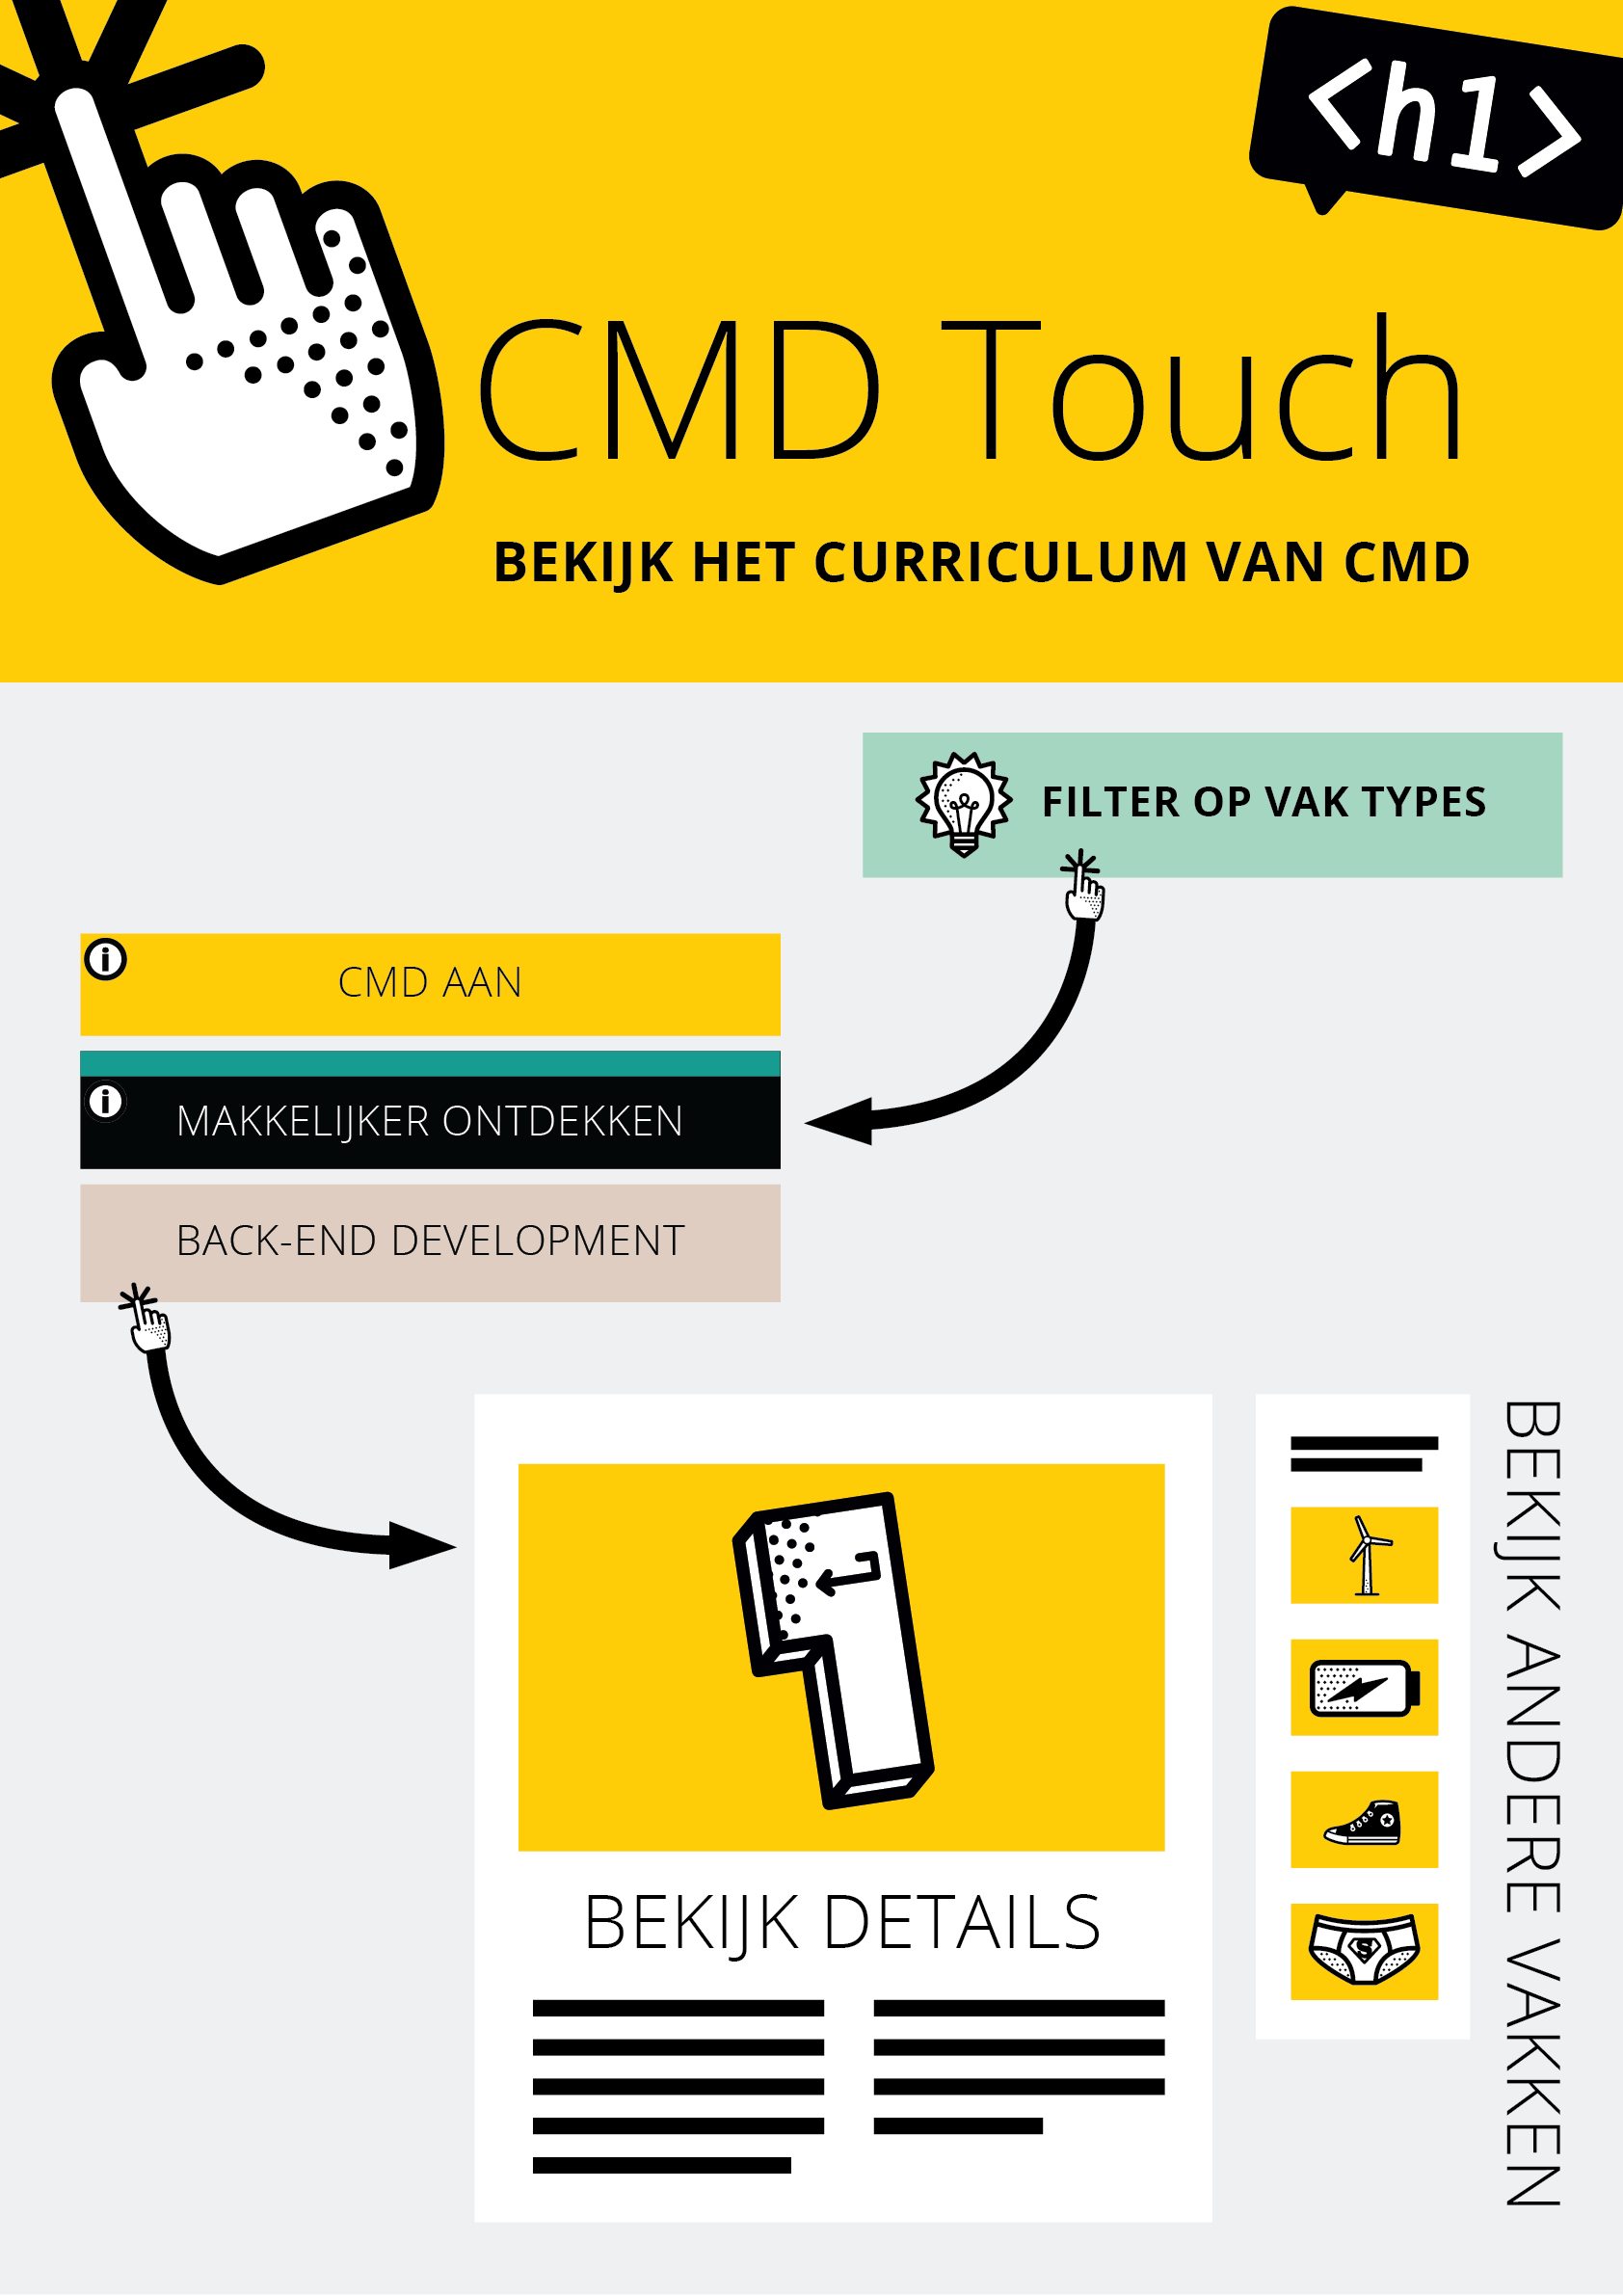 <h1>
CMD Touch
BEKIJK HET CURRICULUM VAN CMD
FILTER OP VAK TYPES
i
CMD AAN
i
MAKKELIJKER ONTDEKKEN
BACK-END DEVELOPMENT
BEKIJK DETAILS
S
BEKIJK ANDERE VAKKEN